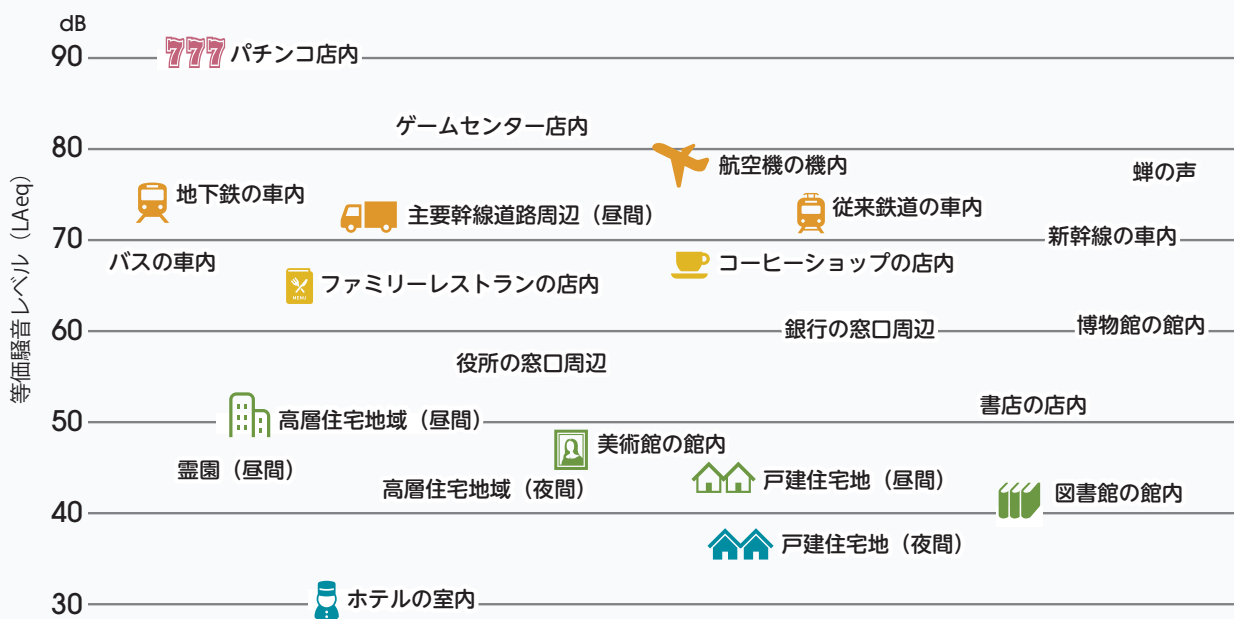 dB
90
777 パチンコ店内
ゲームセンター店内
80
航空機の機内
蝉の声
地下鉄の車内
従来鉄道の車内
主要幹線道路周辺（昼間）
70
新幹線の車内
バスの車内
コーヒーショップの店内
MENU
ファミリーレストランの店内
60
銀行の窓口周辺
博物館の館内
役所の窓口周辺
書店の店内
50
高層住宅地域（昼間）
美術館の館内
霊園（昼間）
戸建住宅地（昼間）
高層住宅地域（夜間）
図書館の館内
40
戸建住宅地（夜間）
30
ホテルの室内
等価騒音レベル（LAeq）